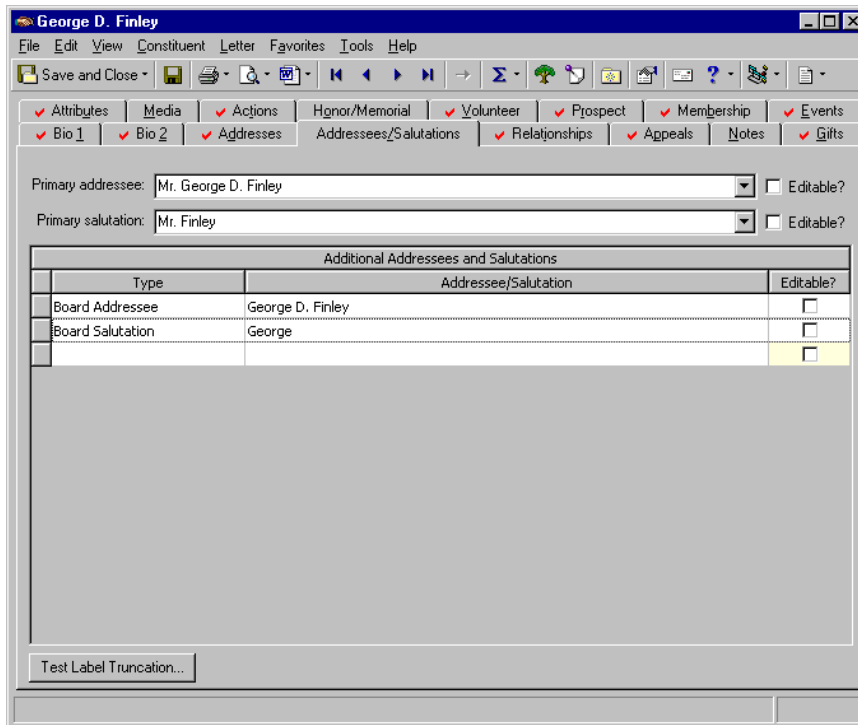 George D. Finley
File Edit View Constituent Letter Favorites Tools Help
Save and Close
Attributes Media Actions Honor/Memorial Volunteer Prospect Membership Events
Bio 1 Bio 2 Addresses Addressees/Salutations Relationships Appeals Notes Gifts
Primary addressee: Mr. George D. Finley Editable?
Primary salutation: Mr. Finley Editable?
Additional Addressees and Salutations
Type Addressee/Salutation Editable?
Board Addressee George D. Finley
Board Salutation George
Test Label Truncation...